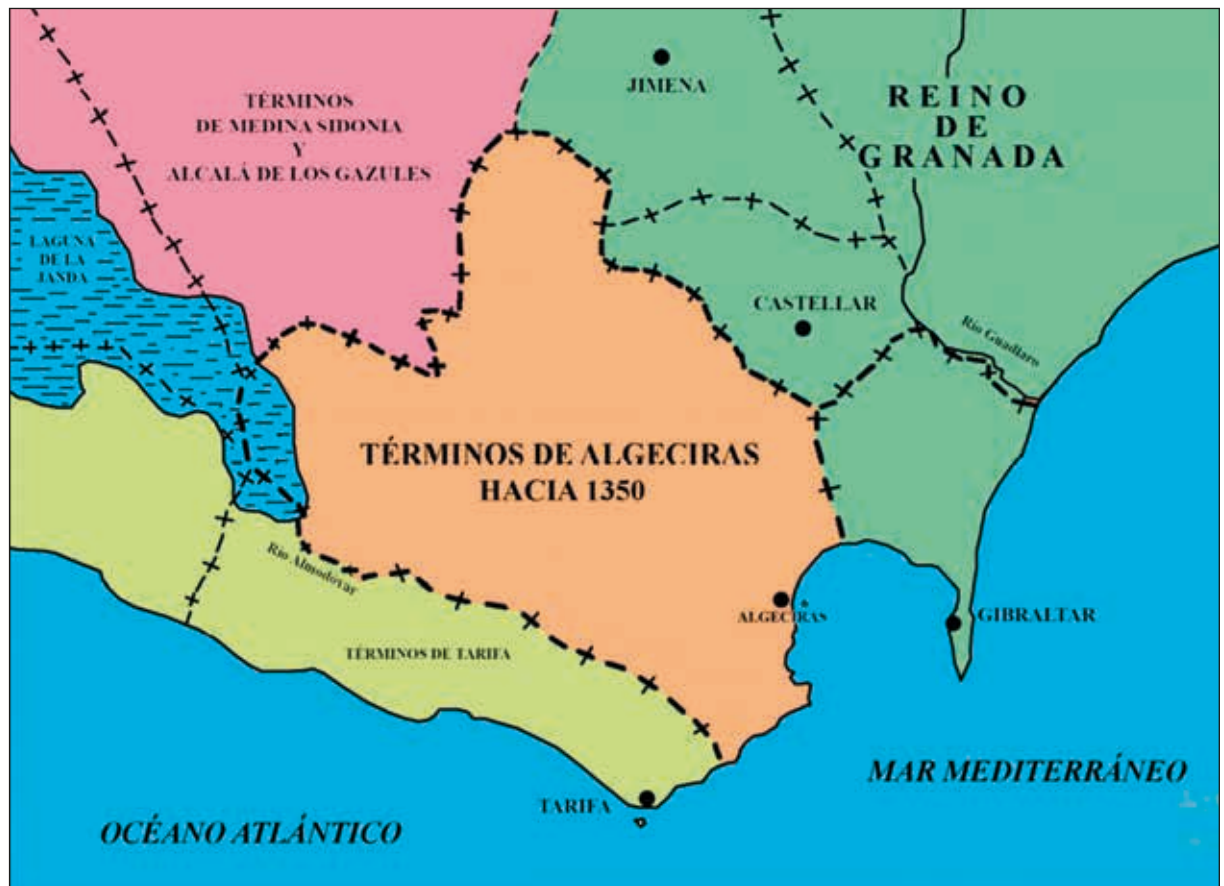 JIMENA
REINO
DE
GRANADA
TÉRMINOS
DE MEDINA SIDONIA
Y
ALCALÁ DE LOS GAZULES
LAGUNA
DE LA
JANDA
CASTELLAR
Río Guadiaro
TÉRMINOS DE ALGECIRAS
HACIA 1350
Río Almodovar
ALGECIRAS
GIBRALTAR
TÉRMINOS DE TARIFA
MAR MEDITERRÁNEO
TARIFA
OCÉANO ATLÁNTICO